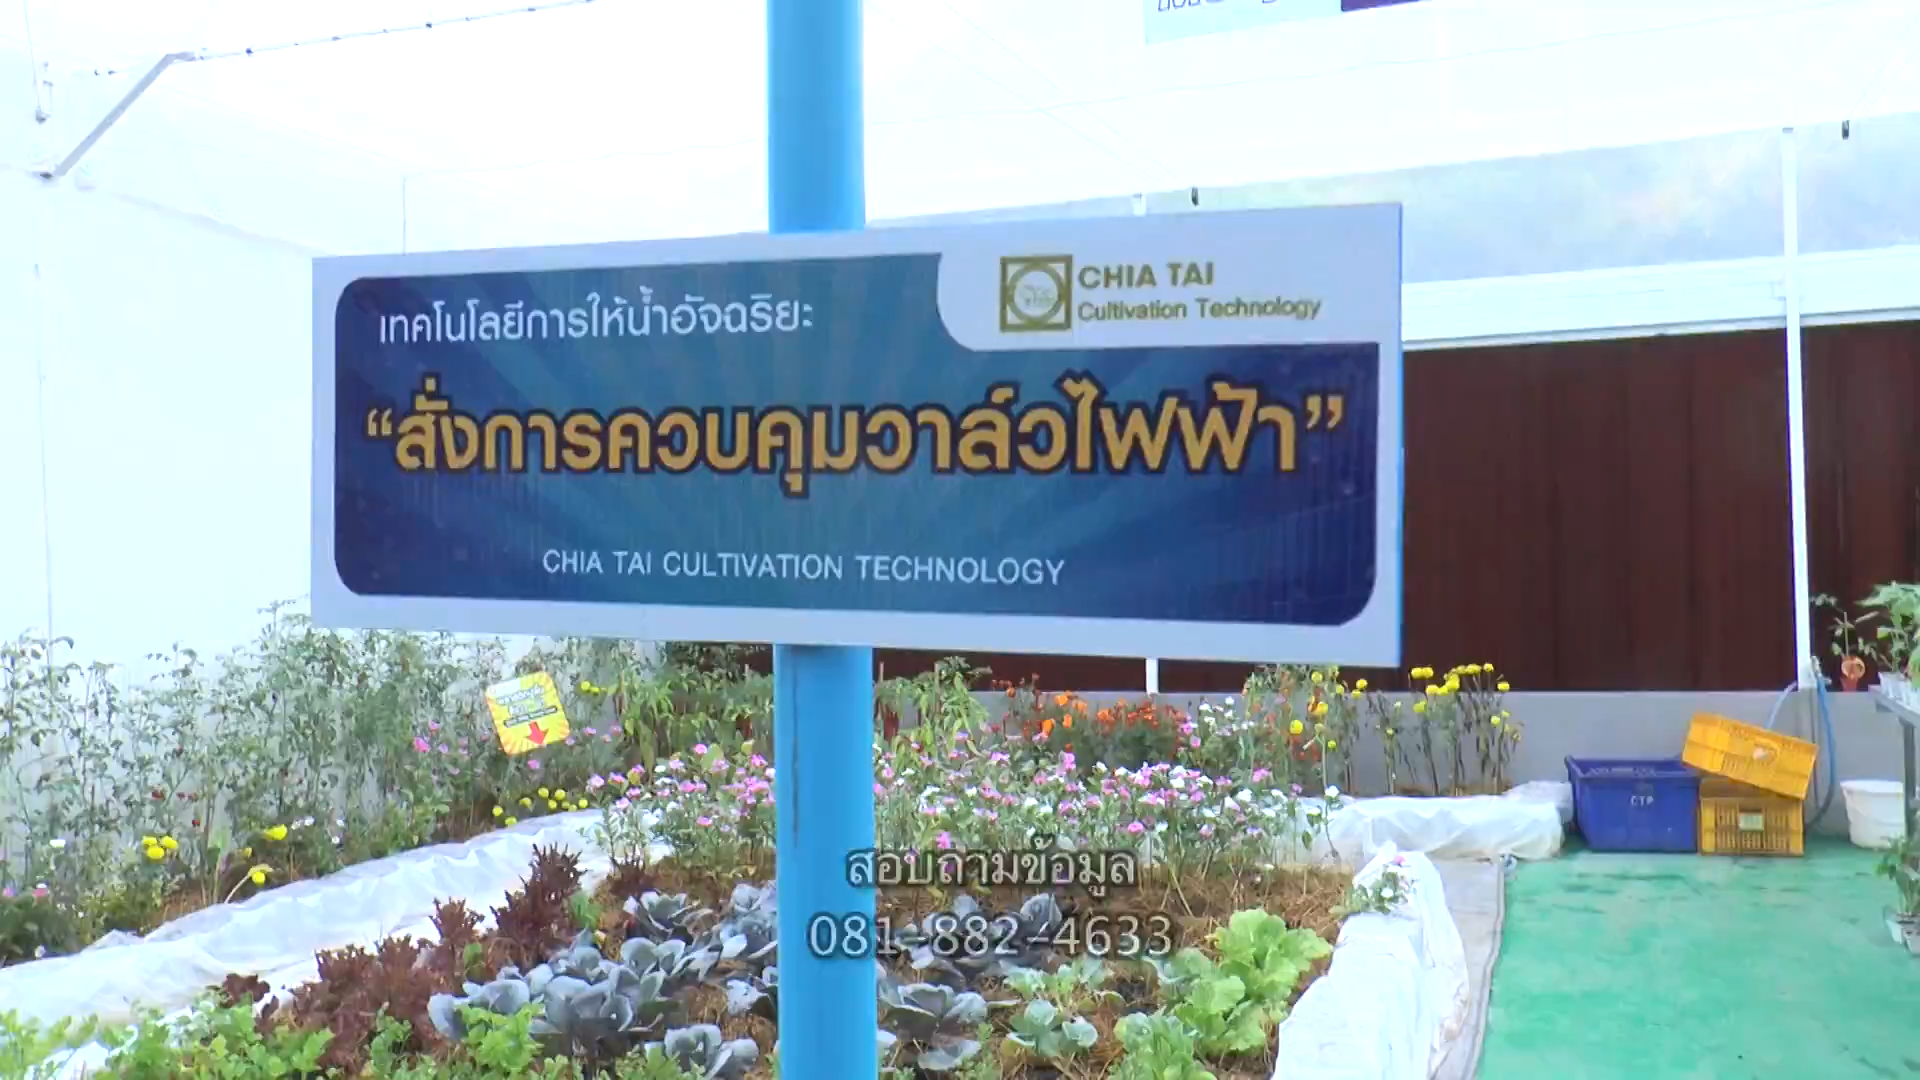 CHIA TAI
Cultivation Technology
เทคโนโลยีการให้น้ำอัจฉริยะ
“สั่งการควบคุมวาล์วไฟฟ้า”
CHIA TAI CULTIVATION TECHNOLOGY
CTP
สอบถามข้อมูล
081-882-4633